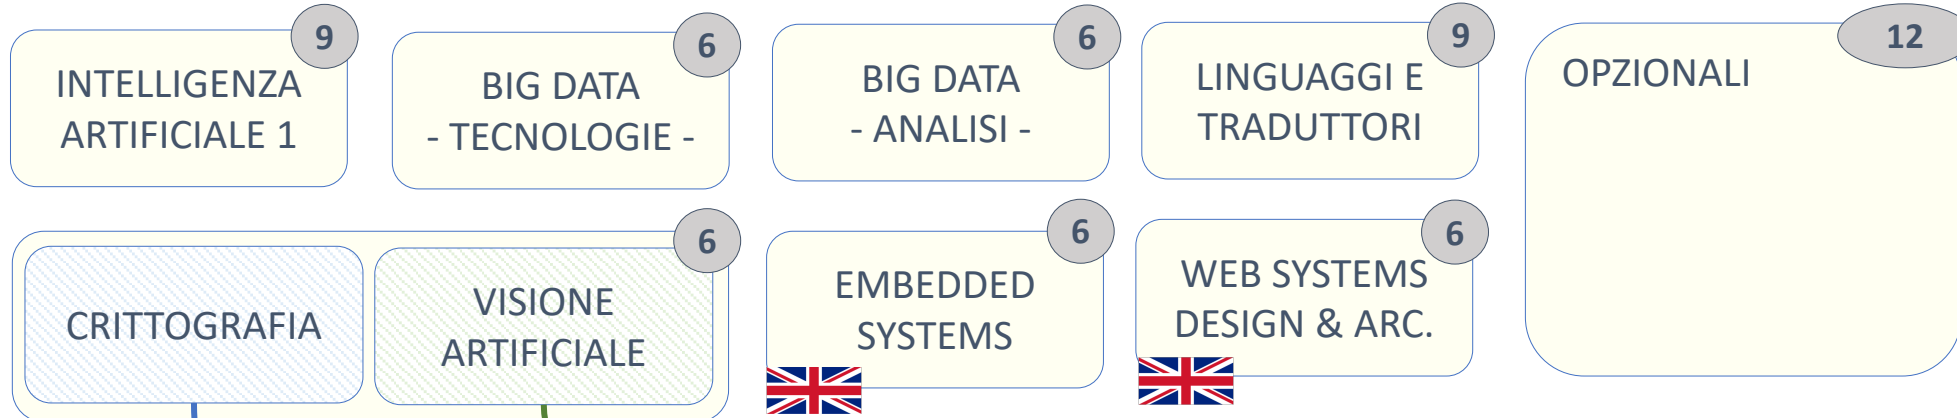 9
INTELLIGENZA
ARTIFICIALE 1
6
BIG DATA
- TECNOLOGIE -
6
BIG DATA
- ANALISI -
9
LINGUAGGI E
TRADUTTORI
12
OPZIONALI
6
CRITTOGRAFIA
VISIONE
ARTIFICIALE
6
EMBEDDED
SYSTEMS
6
WEB SYSTEMS
DESIGN & ARC.